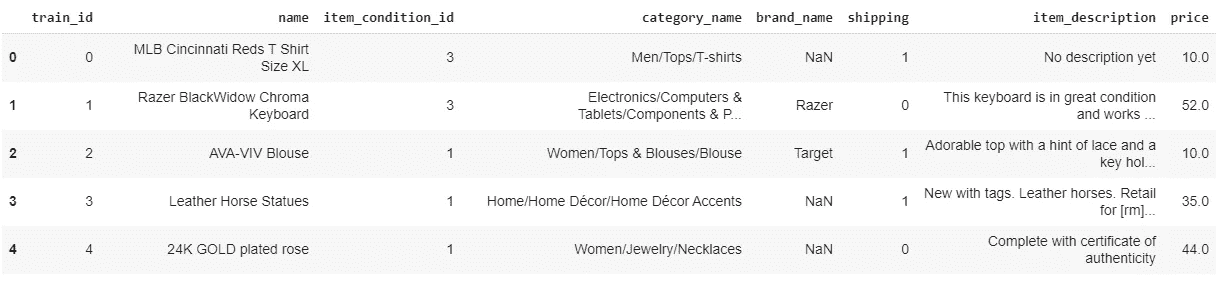 train_id name item_condition_id category_name brand_name shipping item_description price
0 0 MLB Cincinnati Reds T Shirt Size XL 3 Men/Tops/T-shirts NaN 1 No description yet 10.0
1 1 Razer BlackWidow Chroma Keyboard 3 Electronics/Computers & Tablets/Components & P... Razer 0 This keyboard is in great condition and works ... 52.0
2 2 AVA-VIV Blouse 1 Women/Tops & Blouses/Blouse Target 1 Adorable top with a hint of lace and a key hol... 10.0
3 3 Leather Horse Statues 1 Home/Home Décor/Home Décor Accents NaN 1 New with tags. Leather horses. Retail for [rm]... 35.0
4 4 24K GOLD plated rose 1 Women/Jewelry/Necklaces NaN 0 Complete with certificate of authenticity 44.0